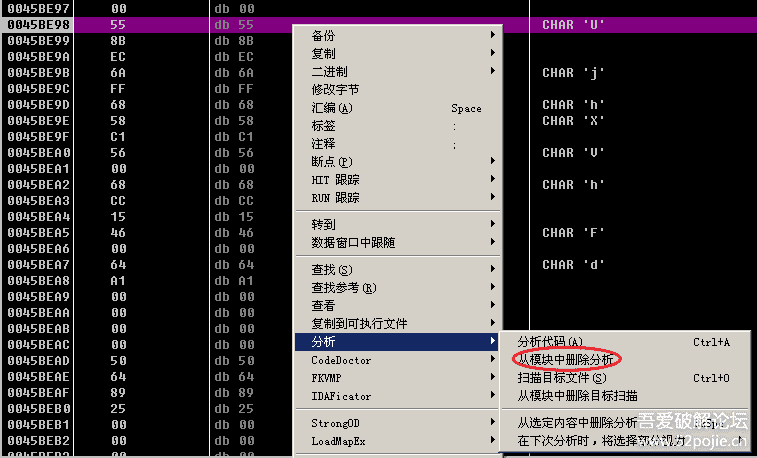 0045BE97 00 db 00
0045BE98 55 db 55 CHAR 'U'
0045BE99 8B db 8B
0045BE9A EC db EC
0045BE9B 6A db 6A CHAR 'j'
0045BE9C FF db FF
0045BE9D 68 db 68 CHAR 'h'
0045BE9E 58 db 58 CHAR 'X'
0045BE9F C1 db C1
0045BEA0 56 db 56 CHAR 'V'
0045BEA1 00 db 00
0045BEA2 68 db 68 CHAR 'h'
0045BEA3 CC db CC
0045BEA4 15 db 15
0045BEA5 46 db 46 CHAR 'F'
0045BEA6 00 db 00
0045BEA7 64 db 64 CHAR 'd'
0045BEA8 A1 db A1
0045BEA9 00 db 00
0045BEAA 00 db 00
0045BEAB 00 db 00
0045BEAC 00 db 00
0045BEAD 50 db 50
0045BEAE 64 db 64
0045BEAF 89 db 89
0045BEB0 25 db 25
0045BEB1 00 db 00
0045BEB2 00 db 00
备份
复制
二进制
修改字节
汇编(A) Space
标签 :
注释 ;
断点(P)
HIT 跟踪
RUN 跟踪
转到
数据窗口中跟随
查找(S)
查找参考(R)
查看
复制到可执行文件
分析
CodeDoctor
FKVMP
IDAFicator
StrongOD
LoadMapEx
分析代码(A) Ctrl+A
从模块中删除分析
扫描目标文件(S) Ctrl+O
从模块中删除目标扫描
从选定内容中删除分析
在下次分析时，将选择部分视为
吾爱破解论坛
www.52pojie.cn